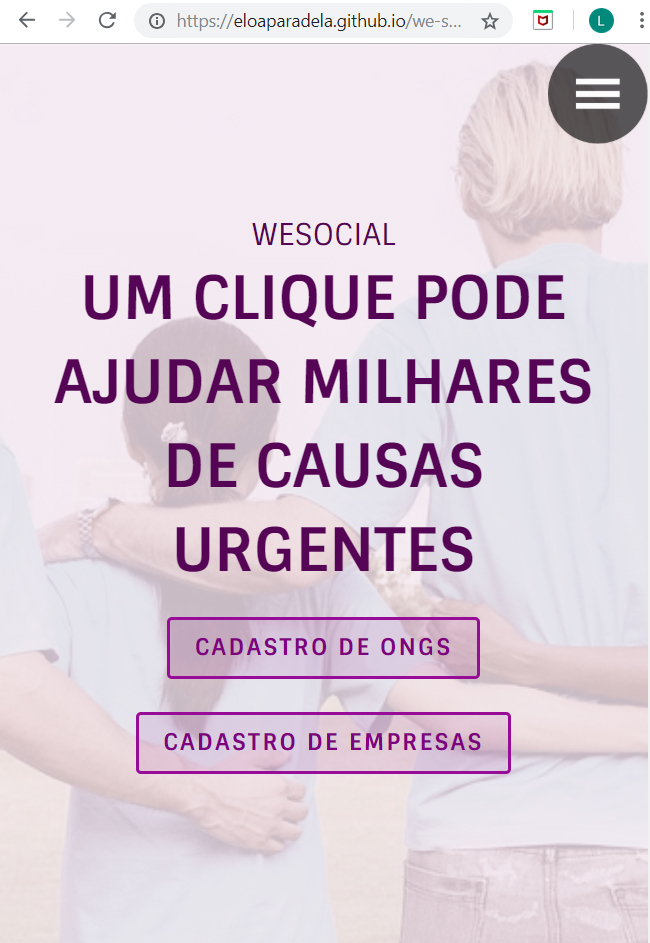 https://eloaparadela.github.io/we-s...
L
WESOCIAL
UM CLIQUE PODE
AJUDAR MILHARES
DE CAUSAS
URGENTES
CADASTRO DE ONGS
CADASTRO DE EMPRESAS